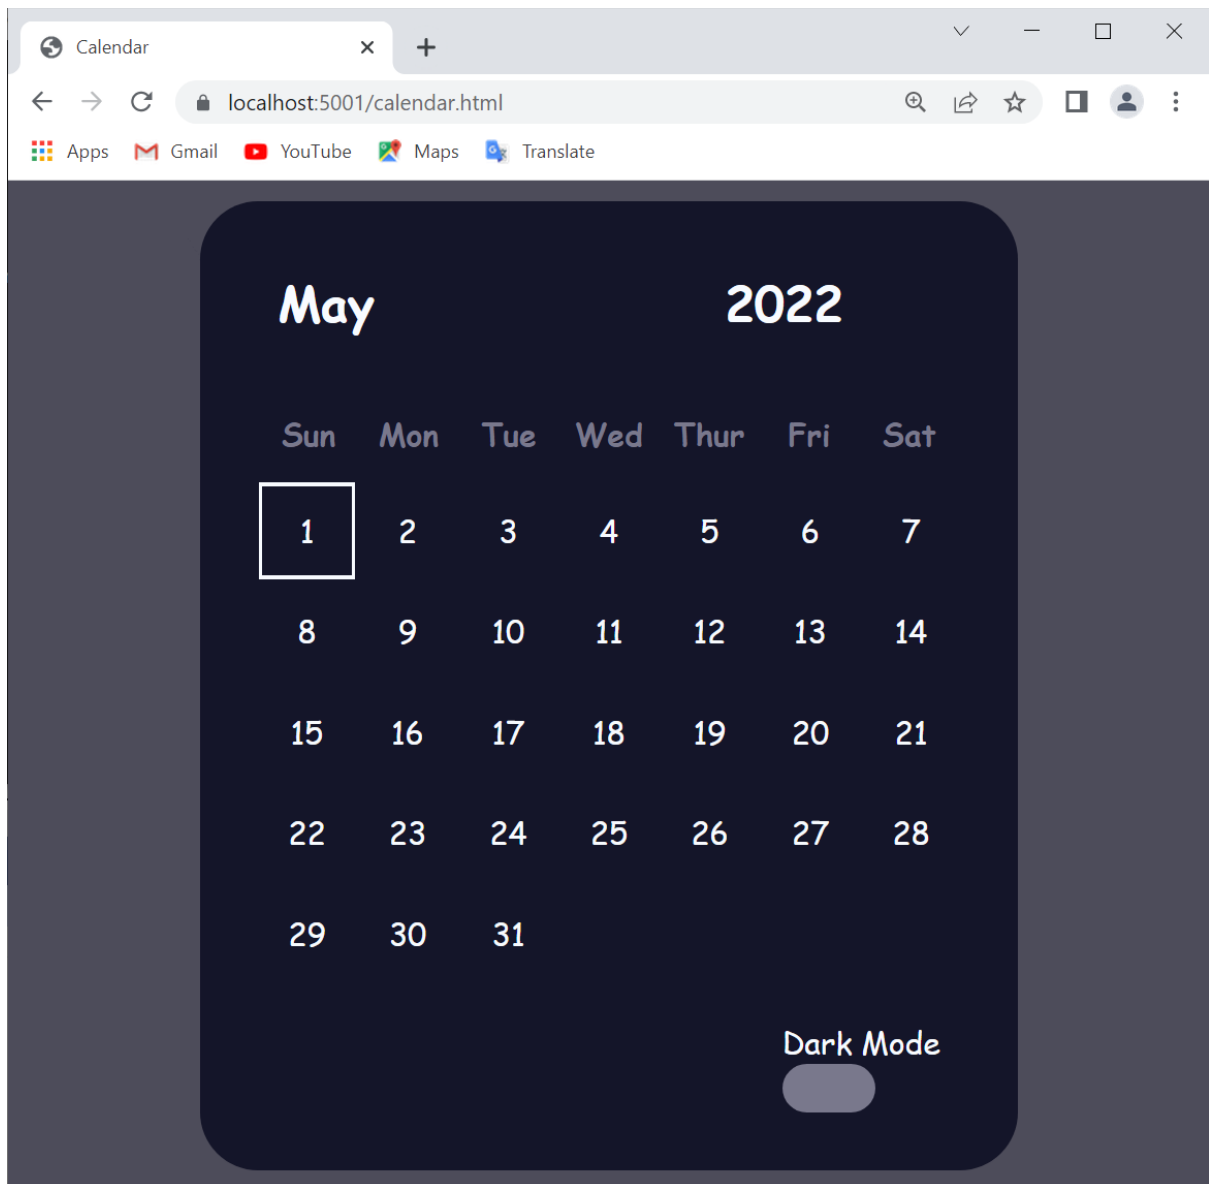 Calendar
localhost:5001/calendar.html
Apps Gmail YouTube Maps Translate
May 2022
Sun Mon Tue Wed Thur Fri Sat
1 2 3 4 5 6 7
8 9 10 11 12 13 14
15 16 17 18 19 20 21
22 23 24 25 26 27 28
29 30 31
Dark Mode